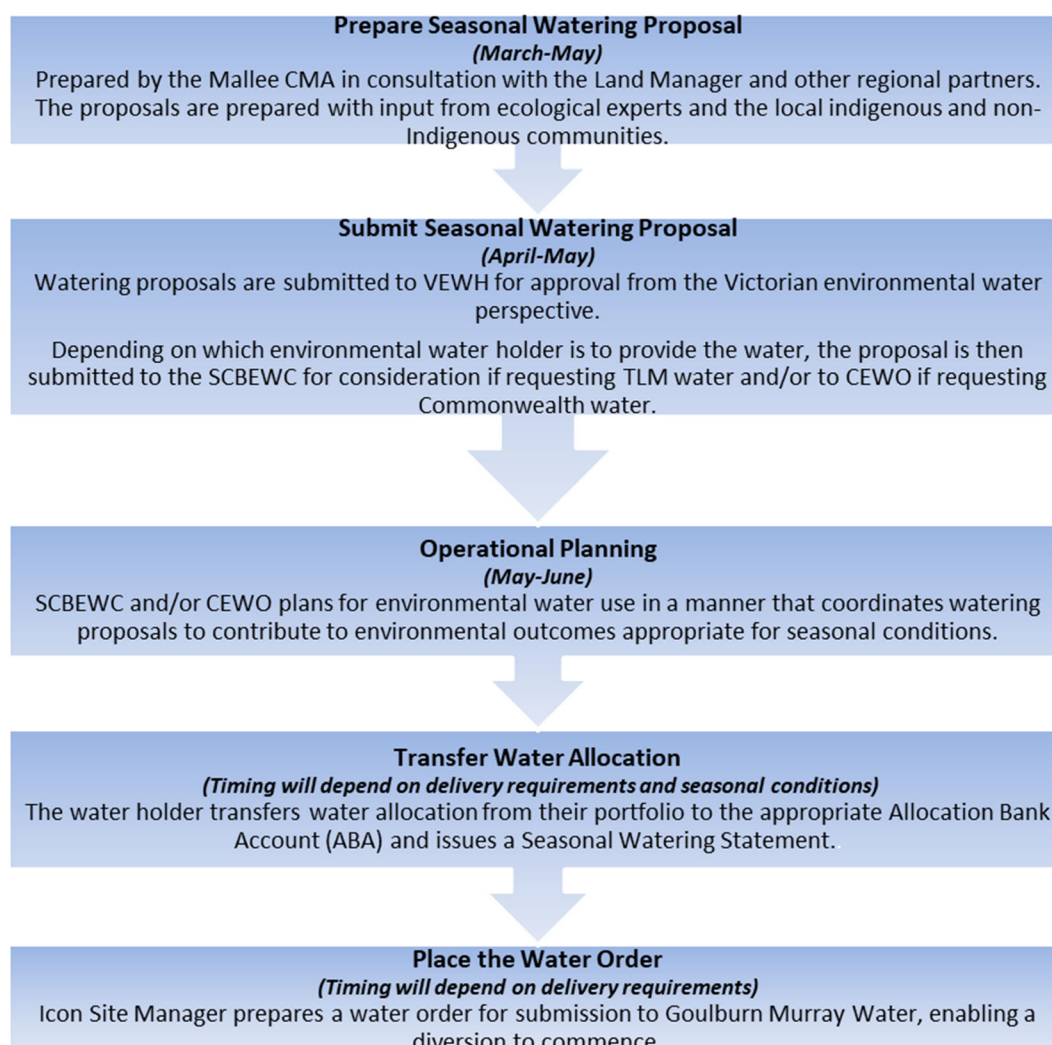 Prepare Seasonal Watering Proposal
(March-May)
Prepared by the Mallee CMA in consultation with the Land Manager and other regional partners.
The proposals are prepared with input from ecological experts and the local indigenous and non-
Indigenous communities.
Submit Seasonal Watering Proposal
(April-May)
Watering proposals are submitted to VEWH for approval from the Victorian environmental water
perspective.
Depending on which environmental water holder is to provide the water, the proposal is then
submitted to the SCBEWC for consideration if requesting TLM water and/or to CEWO if requesting
Commonwealth water.
Operational Planning
(May-June)
SCBEWC and/or CEWO plans for environmental water use in a manner that coordinates watering
proposals to contribute to environmental outcomes appropriate for seasonal conditions.
Transfer Water Allocation
(Timing will depend on delivery requirements and seasonal conditions)
The water holder transfers water allocation from their portfolio to the appropriate Allocation Bank
Account (ABA) and issues a Seasonal Watering Statement.
Place the Water Order
(Timing will depend on delivery requirements)
Icon Site Manager prepares a water order for submission to Goulburn Murray Water, enabling a
diversion to commence